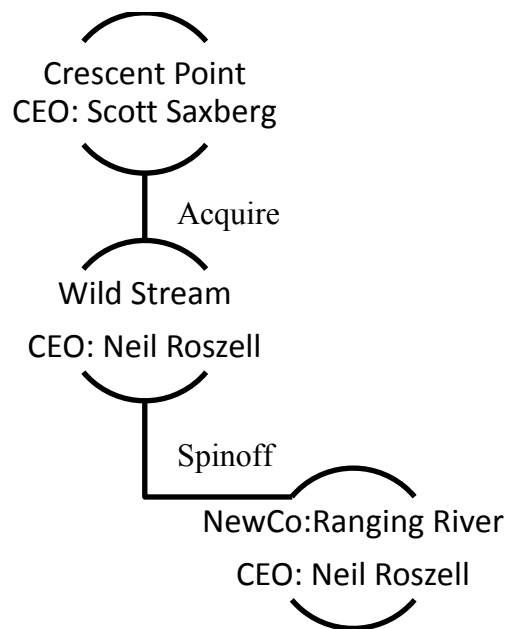 Crescent Point
CEO: Scott Saxberg
Acquire
Wild Stream
CEO: Neil Roszell
Spinoff
NewCo:Ranging River
CEO: Neil Roszell